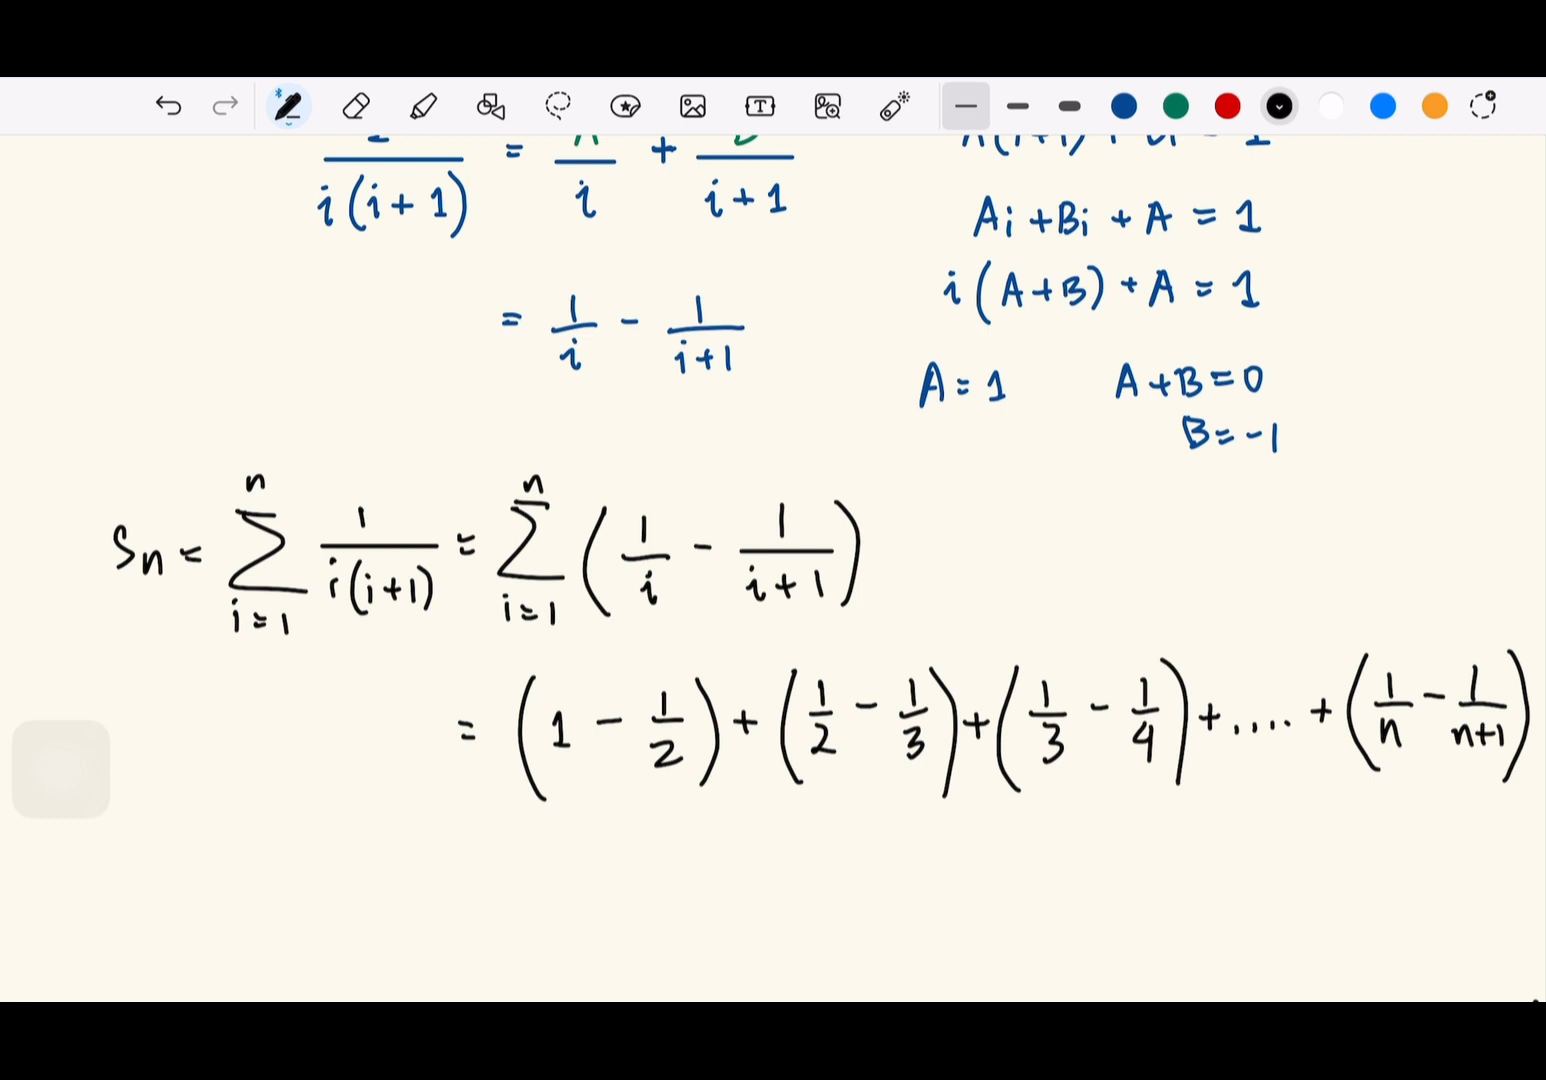 i(i+1) = i + i+1
Ai + Bi + A = 1
= 1/i - 1/i+1
i(A+B) + A = 1
A = 1 A + B = 0
B = -1
Sn = n∑i=1 1/i(i+1) = n∑i=1 (1/i - 1/i+1)
= (1 - 1/2) + (1/2 - 1/3) + (1/3 - 1/4) + .... + (1/n - 1/n+1)